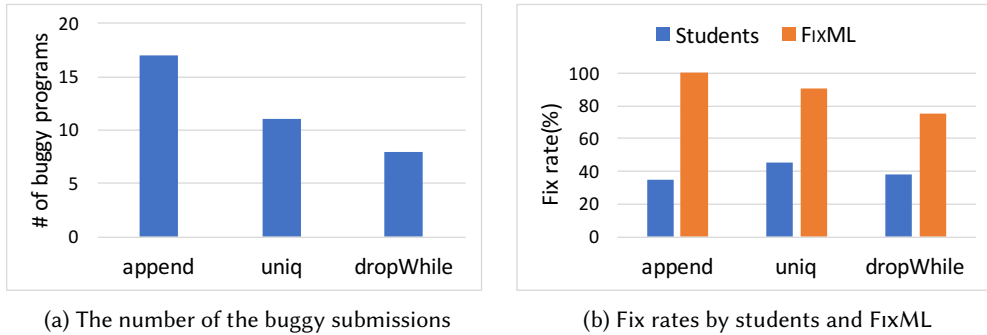 # of buggy programs
20
15
10
5
0
append uniq dropWhile
(a) The number of the buggy submissions
Students FIXML
Fix rate(%)
100
80
60
40
20
0
append uniq dropWhile
(b) Fix rates by students and FIXML